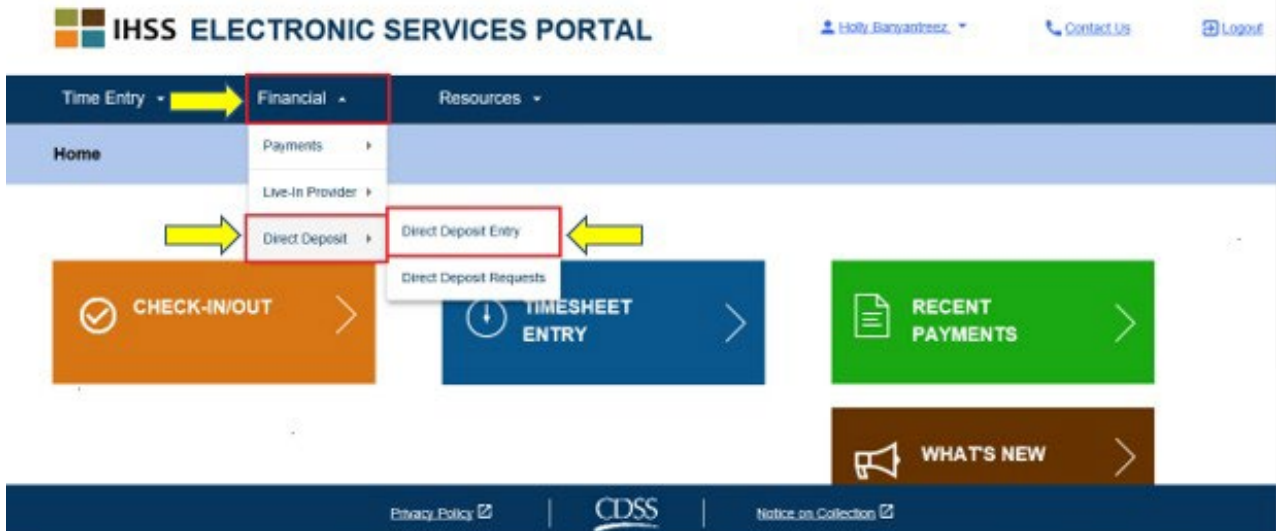 IHSS ELECTRONIC SERVICES PORTAL
Holly Banyantreez
Contact Us
Logout
Time Entry
Financial
Resources
Home
Payments
Live-In Provider
Direct Deposit
Direct Deposit Entry
Direct Deposit Requests
CHECK-IN/OUT
TIMESHEET
ENTRY
RECENT
PAYMENTS
WHAT'S NEW
Privacy Policy
CDSS
Notice on Collection